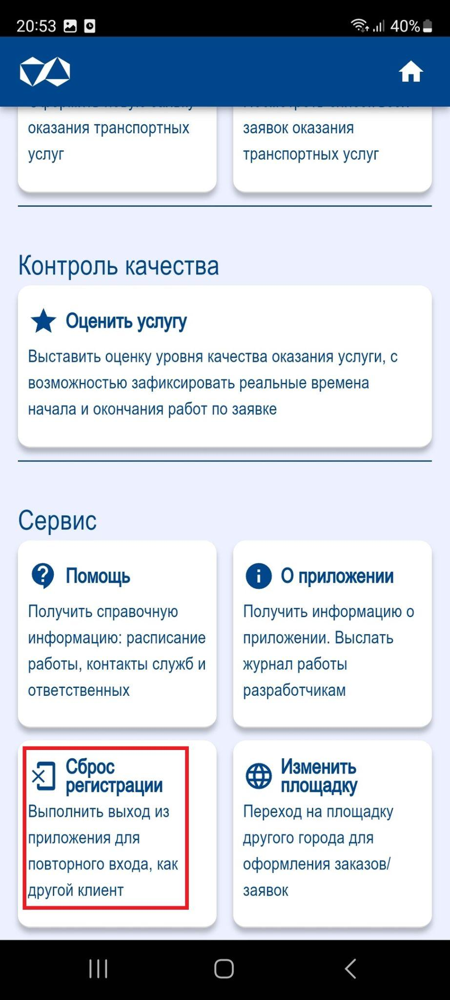 20:53
40%
оказания транспортных
услуг
заявок оказания
транспортных услуг
Контроль качества
Оценить услугу
Выставить оценку уровня качества оказания услуги, с
возможностью зафиксировать реальные времена
начала и окончания работ по заявке
Сервис
Помощь
Получить справочную
информацию: расписание
работы, контакты служб и
ответственных
О приложении
Получить информацию о
приложении. Выслать
журнал работы
разработчикам
Сброс
регистрации
Выполнить выход из
приложения для
повторного входа, как
другой клиент
Изменить
площадку
Переход на площадку
другого города для
оформления заказов/
заявок